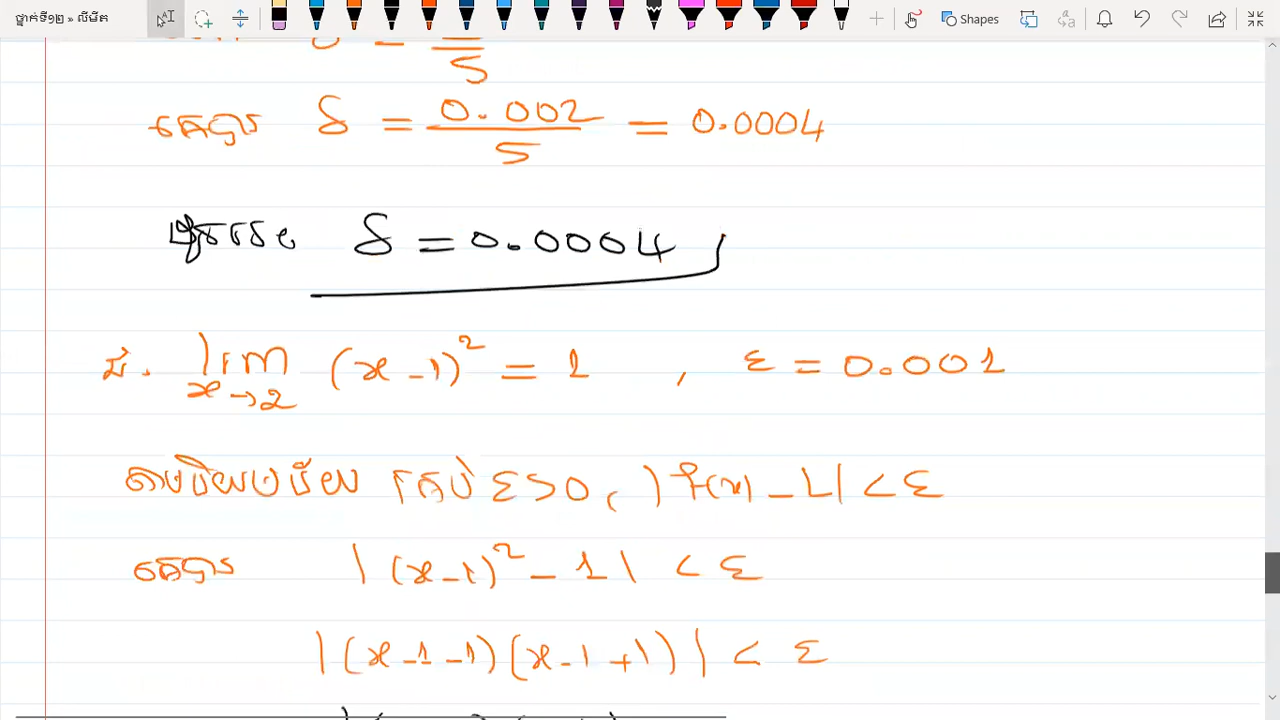 ថ្នាក់ទី១២ » លីមីត
Shapes
5
គេបាន δ = 0.002/5 = 0.0004
ដូចនេះ δ = 0.0004
lim x→2 (x-1)² = 1 , ε = 0.001
តាមនិយមន័យ គ្រប់ ε>0, |f(x) - L| < ε
គេបាន |(x-1)² - 1| < ε
|(x-1-1)(x-1+1)| < ε